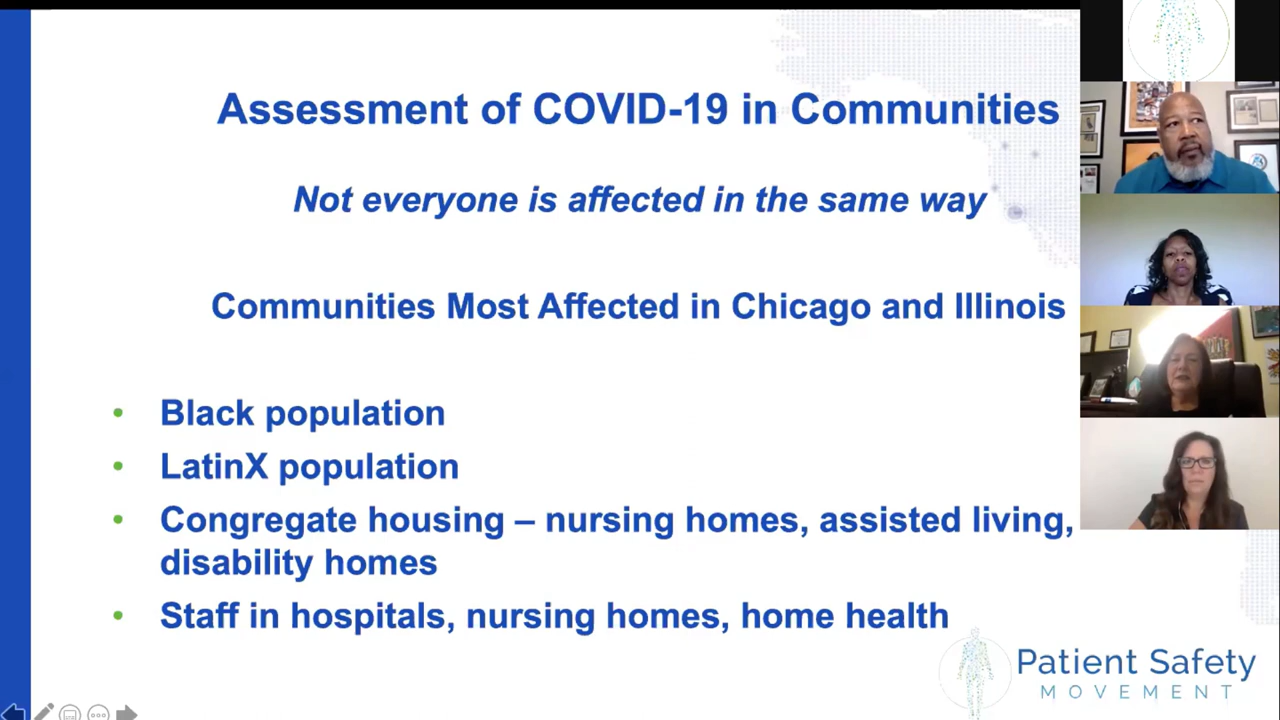 Assessment of COVID-19 in Communities
Not everyone is affected in the same way
Communities Most Affected in Chicago and Illinois
• Black population
• LatinX population
• Congregate housing – nursing homes, assisted living,
disability homes
• Staff in hospitals, nursing homes, home health
Patient Safety
MOVEMENT